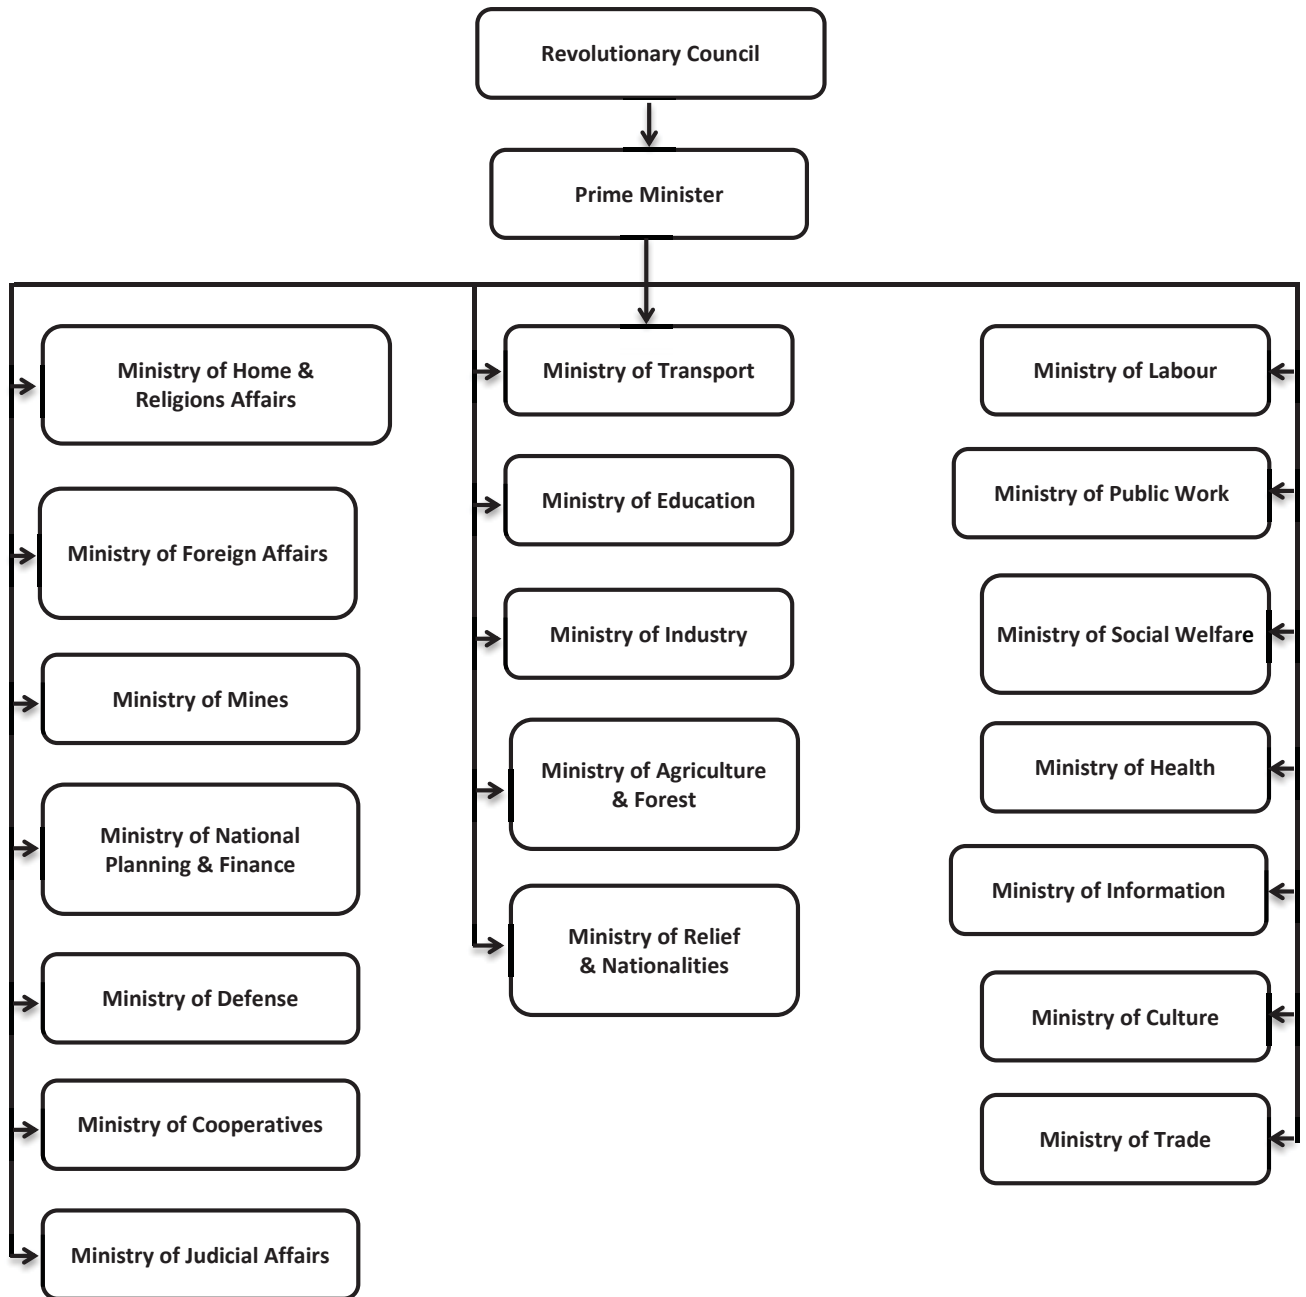 Revolutionary Council
Prime Minister
Ministry of Home &
Religions Affairs
Ministry of Foreign Affairs
Ministry of Mines
Ministry of National
Planning & Finance
Ministry of Defense
Ministry of Cooperatives
Ministry of Judicial Affairs
Ministry of Transport
Ministry of Education
Ministry of Industry
Ministry of Agriculture
& Forest
Ministry of Relief
& Nationalities
Ministry of Labour
Ministry of Public Work
Ministry of Social Welfare
Ministry of Health
Ministry of Information
Ministry of Culture
Ministry of Trade